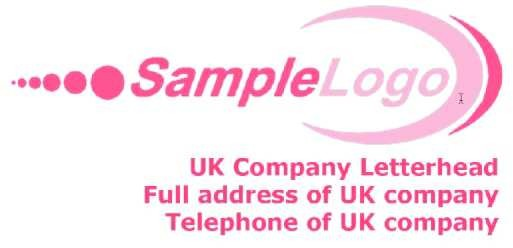 SampleLogo
UK Company Letterhead
Full address of UK company
Telephone of UK company